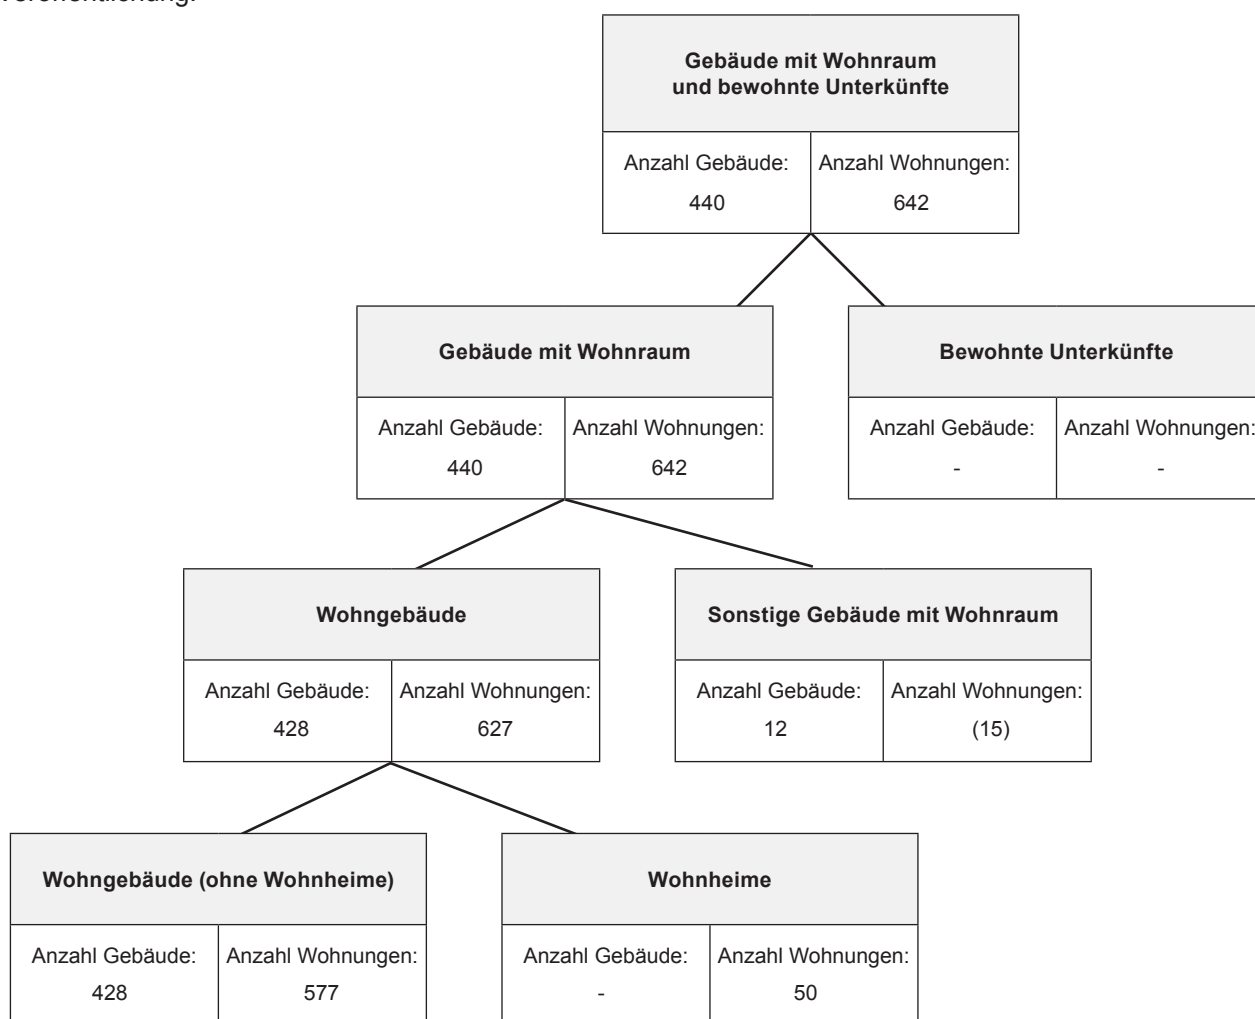 Veröffentlichung.
Gebäude mit Wohnraum
und bewohnte Unterkünfte
Anzahl Gebäude: Anzahl Wohnungen:
440 642
Gebäude mit Wohnraum Bewohnte Unterkünfte
Anzahl Gebäude: Anzahl Wohnungen: Anzahl Gebäude: Anzahl Wohnungen:
440 642 - -
Wohngebäude Sonstige Gebäude mit Wohnraum
Anzahl Gebäude: Anzahl Wohnungen: Anzahl Gebäude: Anzahl Wohnungen:
428 627 12 (15)
Wohngebäude (ohne Wohnheime) Wohnheime
Anzahl Gebäude: Anzahl Wohnungen: Anzahl Gebäude: Anzahl Wohnungen:
428 577 - 50